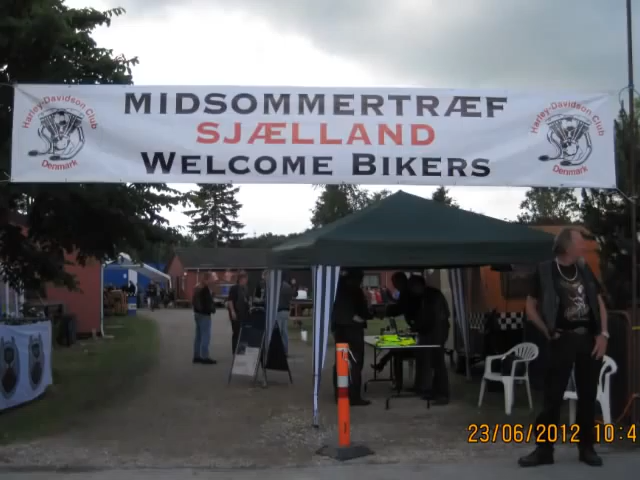 MIDSOMMERTRÆF
SJÆLLAND
WELCOME BIKERS
Harley-Davidson Club
Denmark
Harley-Davidson Club
Denmark
23/06/2012 10:4